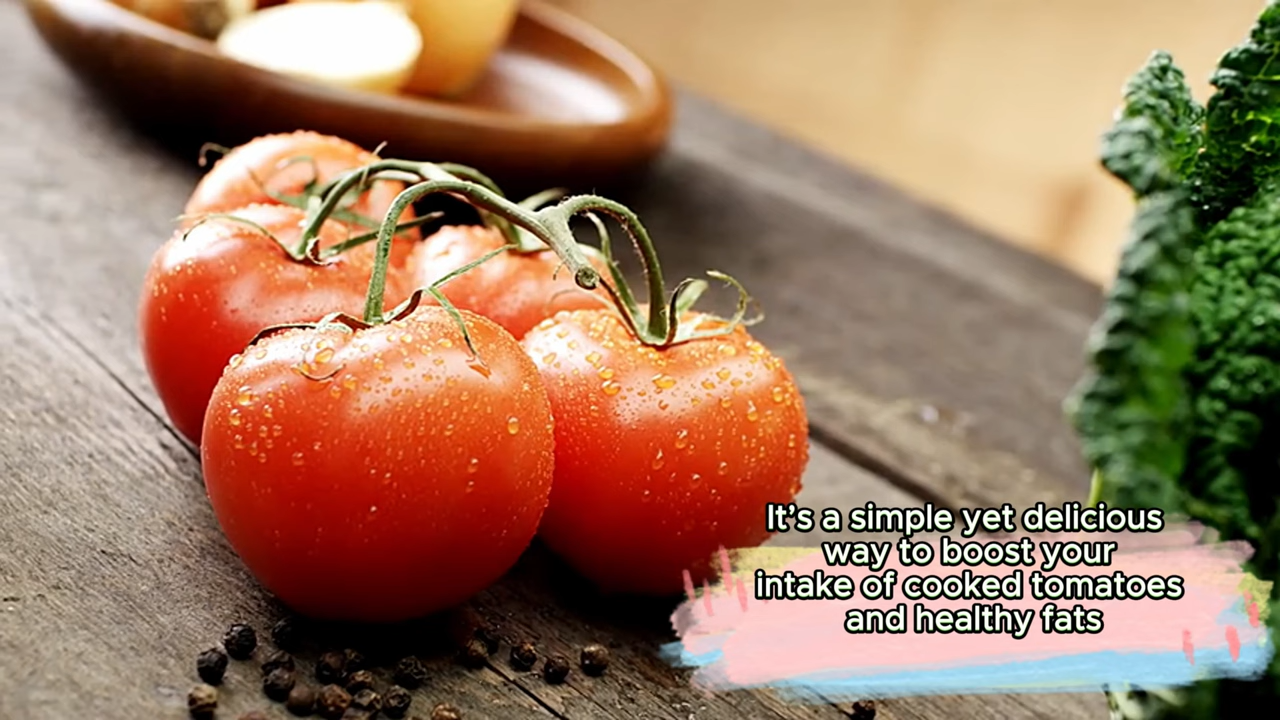 It's a simple yet delicious
way to boost your
intake of cooked tomatoes
and healthy fats